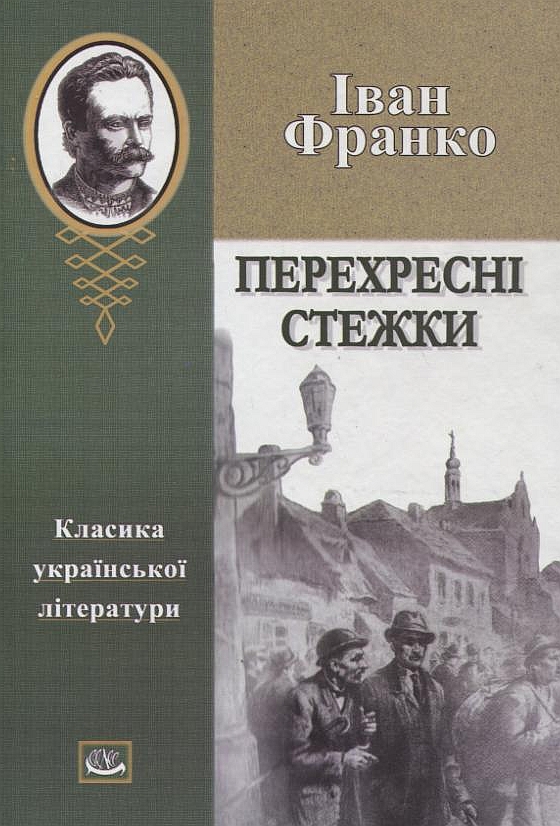 Іван
Франко
ПЕРЕХРЕСНІ
СТЕЖКИ
Класика
української
літератури